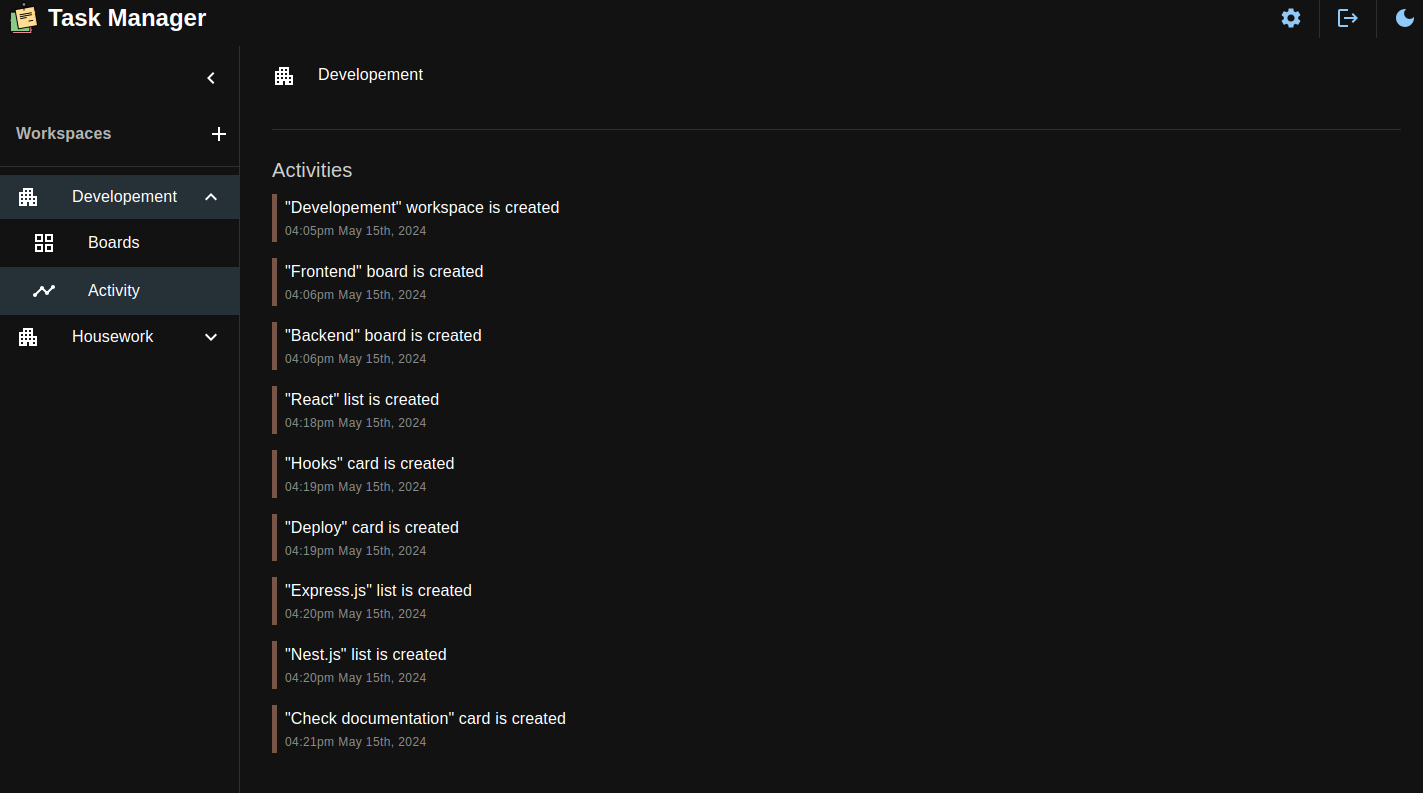 Task Manager
Workspaces
Developement
Boards
Activity
Housework
Developement
Activities
"Developement" workspace is created
04:05pm May 15th, 2024
"Frontend" board is created
04:06pm May 15th, 2024
"Backend" board is created
04:06pm May 15th, 2024
"React" list is created
04:18pm May 15th, 2024
"Hooks" card is created
04:19pm May 15th, 2024
"Deploy" card is created
04:19pm May 15th, 2024
"Express.js" list is created
04:20pm May 15th, 2024
"Nest.js" list is created
04:20pm May 15th, 2024
"Check documentation" card is created
04:21pm May 15th, 2024